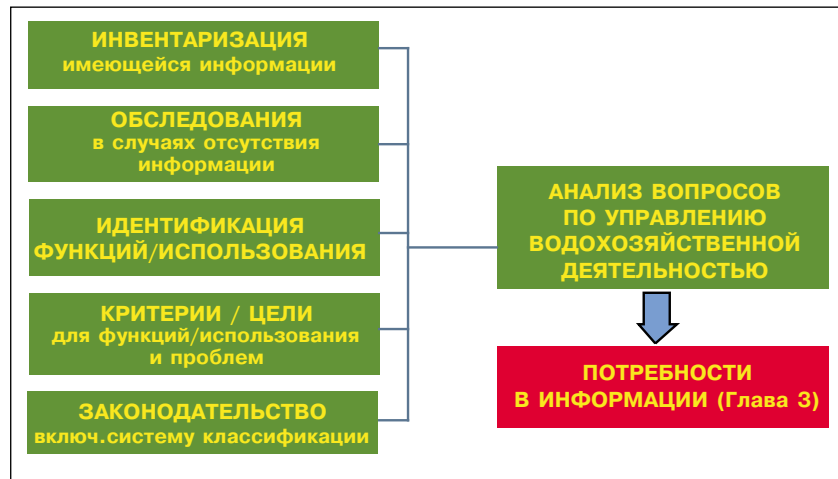 ИНВЕНТАРИЗАЦИЯ
имеющейся информации
ОБСЛЕДОВАНИЯ
в случаях отсутствия
информации
ИДЕНТИФИКАЦИЯ
ФУНКЦИЙ/ИСПОЛЬЗОВАНИЯ
КРИТЕРИИ / ЦЕЛИ
для функций/использования
и проблем
ЗАКОНОДАТЕЛЬСТВО
включ.систему классификации
АНАЛИЗ ВОПРОСОВ
ПО УПРАВЛЕНИЮ
ВОДОХОЗЯЙСТВЕННОЙ
ДЕЯТЕЛЬНОСТЬЮ
ПОТРЕБНОСТИ
В ИНФОРМАЦИИ (Глава 3)